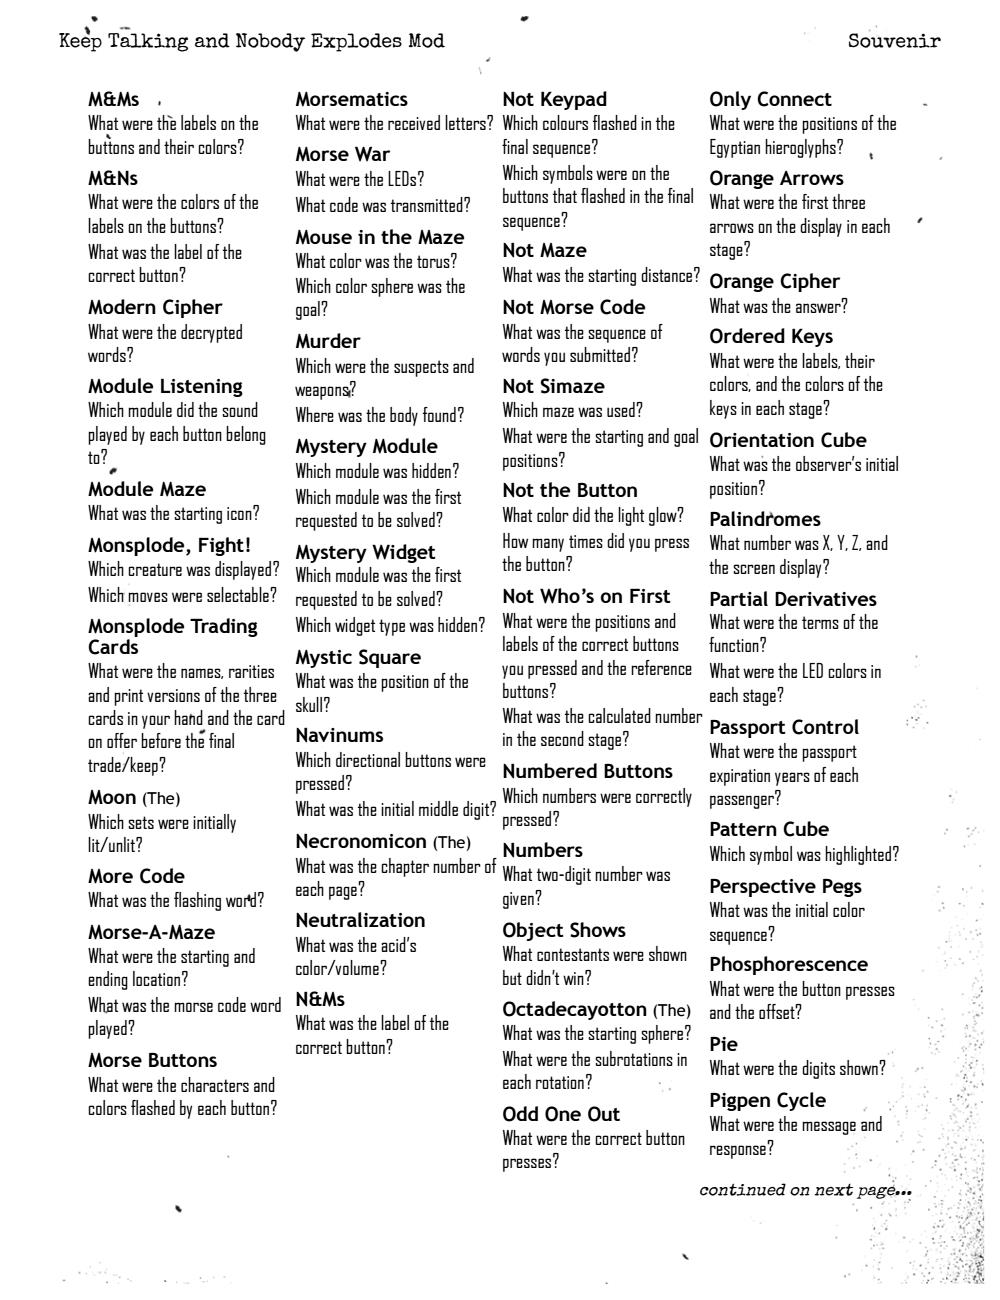 Keep Talking and Nobody Explodes Mod
Souvenir
M&Ms
What were the labels on the
buttons and their colors?
M&Ns
What were the colors of the
labels on the buttons?
What was the label of the
correct button?
Modern Cipher
What were the decrypted
words?
Module Listening
Which module did the sound
played by each button belong
to?
Module Maze
What was the starting icon?
Monsplode, Fight!
Which creature was displayed?
Which moves were selectable?
Monsplode Trading
Cards
What were the names, rarities
and print versions of the three
cards in your hand and the card
on offer before the final
trade/keep?
Moon (The)
Which sets were initially
lit/unlit?
More Code
What was the flashing word?
Morse-A-Maze
What were the starting and
ending location?
What was the morse code word
played?
Morse Buttons
What were the characters and
colors flashed by each button?
Morsematics
What were the received letters?
Morse War
What were the LEDs?
What code was transmitted?
Mouse in the Maze
What color was the torus?
Which color sphere was the
goal?
Murder
Which were the suspects and
weapons?
Where was the body found?
Mystery Module
Which module was hidden?
Which module was the first
requested to be solved?
Mystery Widget
Which module was the first
requested to be solved?
Which widget type was hidden?
Mystic Square
What was the position of the
skull?
Navinums
Which directional buttons were
pressed?
What was the initial middle digit?
Necronomicon (The)
What was the chapter number of
each page?
Neutralization
What was the acid's
color/volume?
N&Ms
What was the label of the
correct button?
Not Keypad
Which colours flashed in the
final sequence?
Which symbols were on the
buttons that flashed in the final
sequence?
Not Maze
What was the starting distance?
Not Morse Code
What was the sequence of
words you submitted?
Not Simaze
Which maze was used?
What were the starting and goal
positions?
Not the Button
What color did the light glow?
How many times did you press
the button?
Not Who's on First
What were the positions and
labels of the correct buttons
you pressed and the reference
buttons?
What was the calculated number
in the second stage?
Numbered Buttons
Which numbers were correctly
pressed?
Numbers
What two-digit number was
given?
Object Shows
What contestants were shown
but didn't win?
Octadecayotton (The)
What was the starting sphere?
What were the subrotations in
each rotation?
Odd One Out
What were the correct button
presses?
Only Connect
What were the positions of the
Egyptian hieroglyphs?
Orange Arrows
What were the first three
arrows on the display in each
stage?
Orange Cipher
What was the answer?
Ordered Keys
What were the labels, their
colors, and the colors of the
keys in each stage?
Orientation Cube
What was the observer's initial
position?
Palindromes
What number was X, Y, Z, and
the screen display?
Partial Derivatives
What were the terms of the
function?
What were the LED colors in
each stage?
Passport Control
What were the passport
expiration years of each
passenger?
Pattern Cube
Which symbol was highlighted?
Perspective Pegs
What was the initial color
sequence?
Phosphorescence
What were the button presses
and the offset?
Pie
What were the digits shown?
Pigpen Cycle
What were the message and
response?
continued on next page...